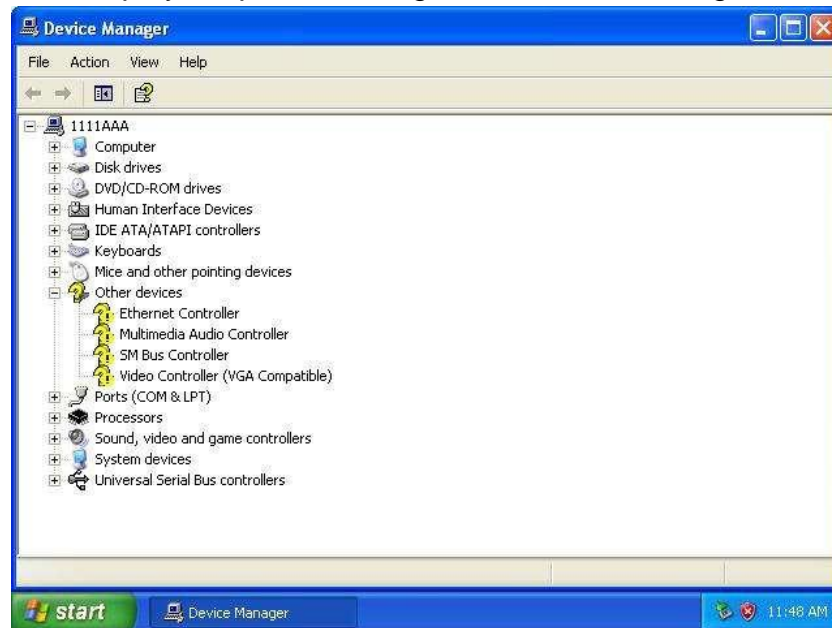 Device Manager
File Action View Help
1111AAA
Computer
Disk drives
DVD/CD-ROM drives
Human Interface Devices
IDE ATA/ATAPI controllers
Keyboards
Mice and other pointing devices
Other devices
Ethernet Controller
Multimedia Audio Controller
SM Bus Controller
Video Controller (VGA Compatible)
Ports (COM & LPT)
Processors
Sound, video and game controllers
System devices
Universal Serial Bus controllers
start Device Manager 11:48 AM